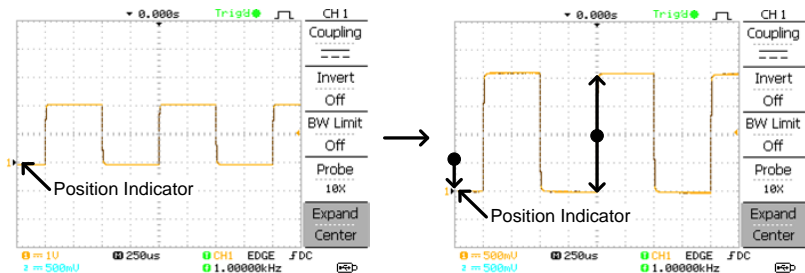 ▾ 0.000s Trig'd● CH 1
Coupling
Invert
Off
BW Limit
Off
Probe
10X
Expand
Center
1
Position Indicator
1 ⎓ 1V M 250us CH1 EDGE ƒDC
2 ⎓ 500mV 1.00000kHz
▾ 0.000s Trig'd● CH 1
Coupling
Invert
Off
BW Limit
Off
Probe
10X
Expand
Center
1
Position Indicator
1 ⎓ 500mV M 250us CH1 EDGE ƒDC
2 ⎓ 500mV 1.00000kHz